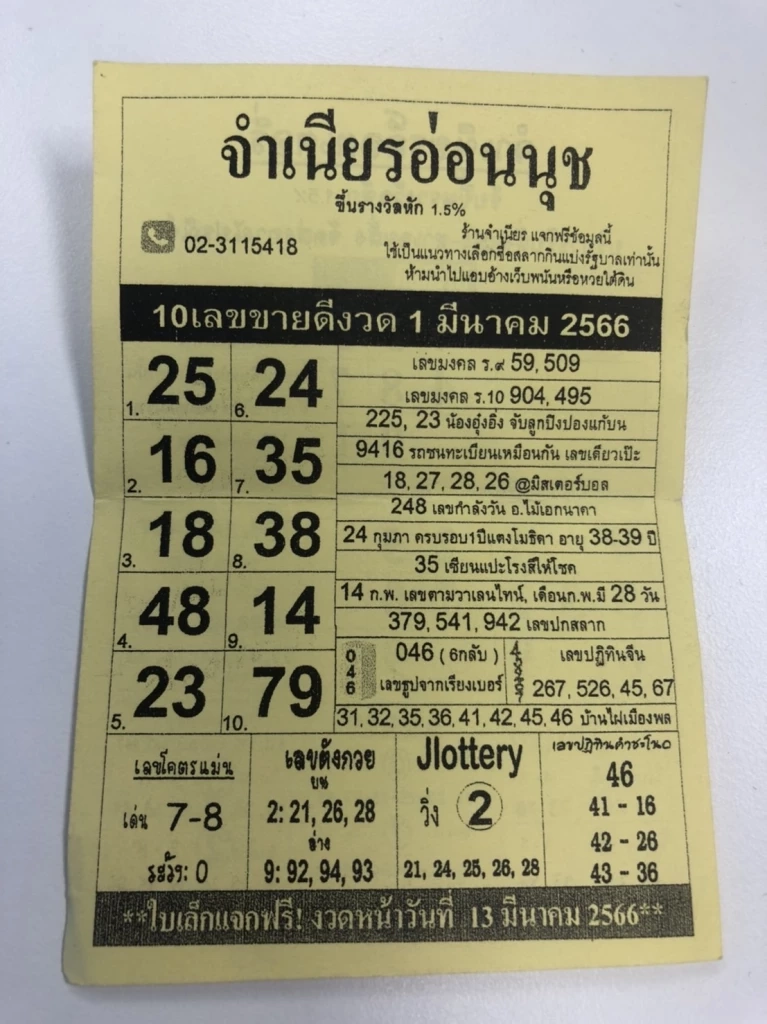 จำเนียรอ่อนนุช
ขึ้นรางวัลหัก 1.5%
02-3115418
ร้านจำเนียร แจกฟรีข้อมูลนี้
ใช้เป็นแนวทางเลือกซื้อสลากกินแบ่งรัฐบาลเท่านั้น
ห้ามนำไปแอบอ้างเว็บพนันหรือหวยใต้ดิน
10เลขขายดีงวด 1 มีนาคม 2566
1. 25
6. 24
2. 16
7. 35
3. 18
8. 38
4. 48
9. 14
5. 23
10. 79
เลขมงคล ร.๙ 59, 509
เลขมงคล ร.10 904, 495
225, 23 น้องอุ๋งอิ๋ง จับลูกปิงปองแก้บน
9416 รถชนทะเบียนเหมือนกัน เลขเดียวเป๊ะ
18, 27, 28, 26 @มิสเตอร์บอล
248 เลขกำลังวัน อ.ไม้เอกนาคา
24 กุมภา ครบรอบ1ปีแตงโมธิดา อายุ 38-39 ปี
35 เซียนแปะโรงสีให้โชค
14 ก.พ. เลขตามวาเลนไทน์, เดือนก.พ.มี 28 วัน
379, 541, 942 เลขปกสลาก
046
046 ( 6กลับ )
เลขธูปจากเรียงเบอร์
เลขปฏิทินจีน
267, 526, 45, 67
31, 32, 35, 36, 41, 42, 45, 46 บ้านไผ่เมืองพล
เลขโคตรแม่น
เด่น 7-8
รสว้ง: 0
เลขตังกวย
บน
2: 21, 26, 28
ล่าง
9: 92, 94, 93
Jlottery
วิ่ง 2
21, 24, 25, 26, 28
เลขปฏิทินคำชะโนด
46
41 - 16
42 - 26
43 - 36
**ใบเล็กแจกฟรี! งวดหน้าวันที่ 13 มีนาคม 2566**